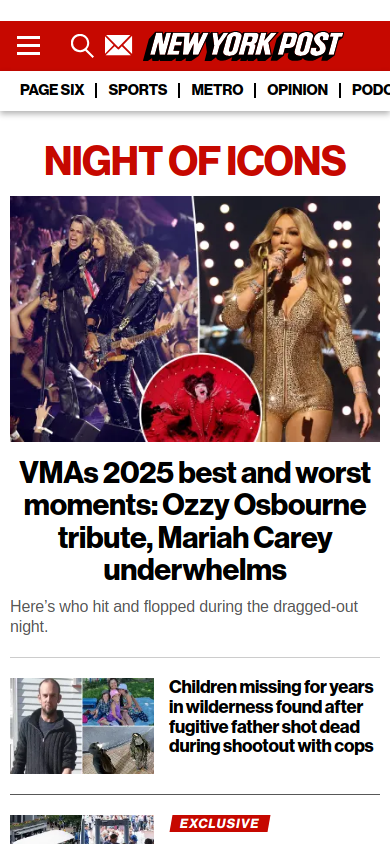 NEW YORK POST
PAGE SIX | SPORTS | METRO | OPINION | PODC
NIGHT OF ICONS
VMAs 2025 best and worst
moments: Ozzy Osbourne
tribute, Mariah Carey
underwhelms
Here’s who hit and flopped during the dragged-out
night.
Children missing for years
in wilderness found after
fugitive father shot dead
during shootout with cops
EXCLUSIVE